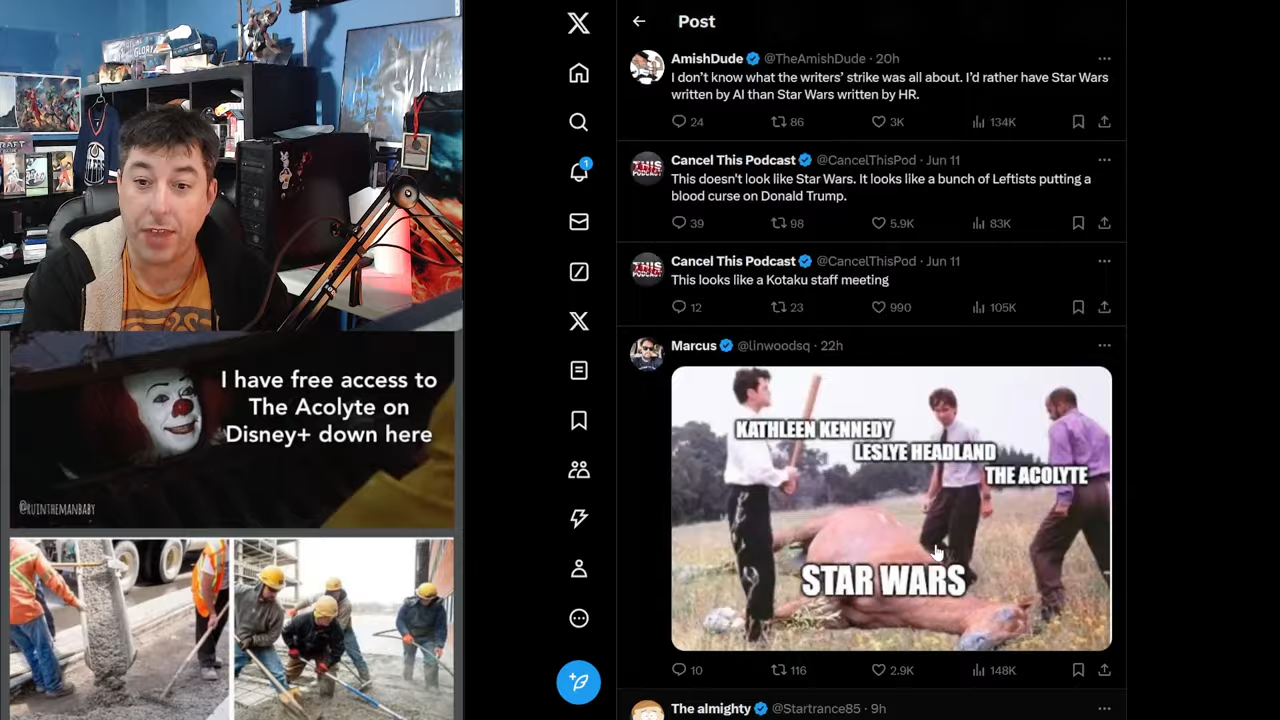 Post
AmishDude @TheAmishDude · 20h
I don't know what the writers' strike was all about. I'd rather have Star Wars
written by AI than Star Wars written by HR.
24 86 3K 134K
Cancel This Podcast @CancelThisPod · Jun 11
This doesn't look like Star Wars. It looks like a bunch of Leftists putting a
blood curse on Donald Trump.
39 98 5.9K 83K
Cancel This Podcast @CancelThisPod · Jun 11
This looks like a Kotaku staff meeting
12 23 990 105K
Marcus @linwoodsq · 22h
KATHLEEN KENNEDY
LESLYE HEADLAND
THE ACOLYTE
STAR WARS
10 116 2.9K 148K
The almighty @Startrance85 · 9h
1
I have free access to
The Acolyte on
Disney+ down here
@RUINTHEMANBABY